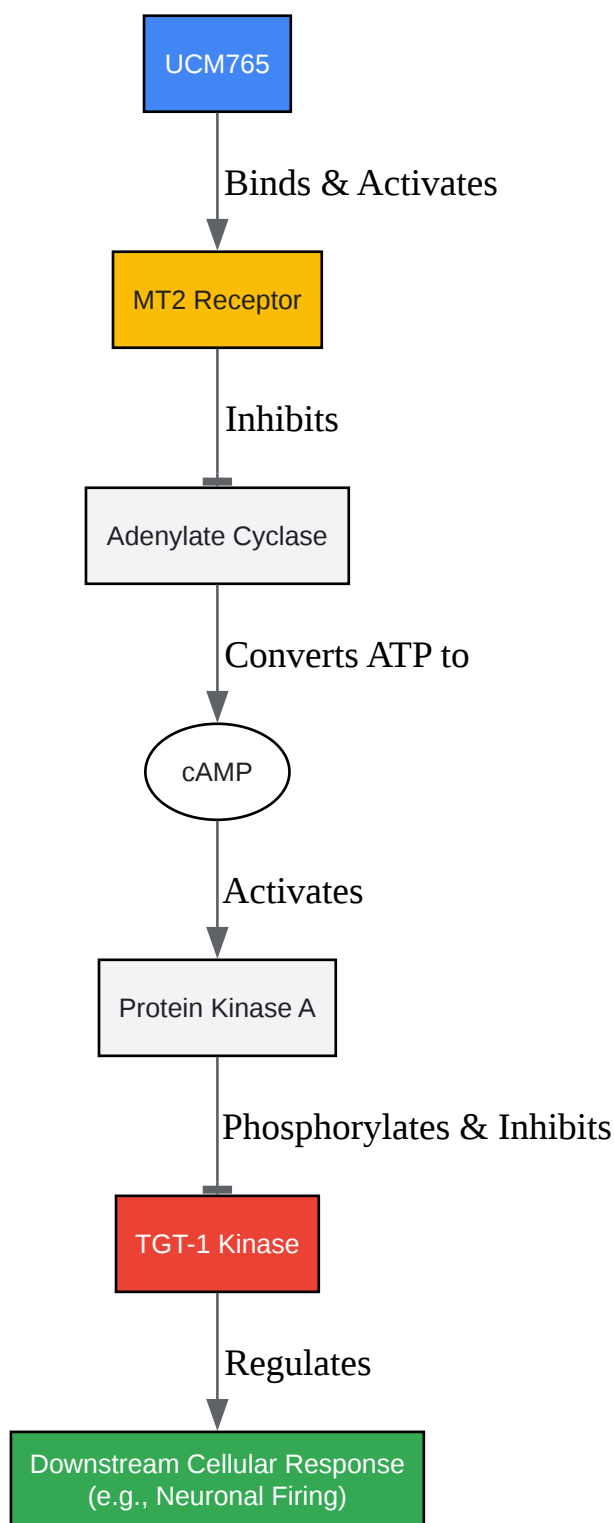 UCM765
Binds & Activates
MT2 Receptor
Inhibits
Adenylate Cyclase
Converts ATP to
cAMP
Activates
Protein Kinase A
Phosphorylates & Inhibits
TGT-1 Kinase
Regulates
Downstream Cellular Response
(e.g., Neuronal Firing)